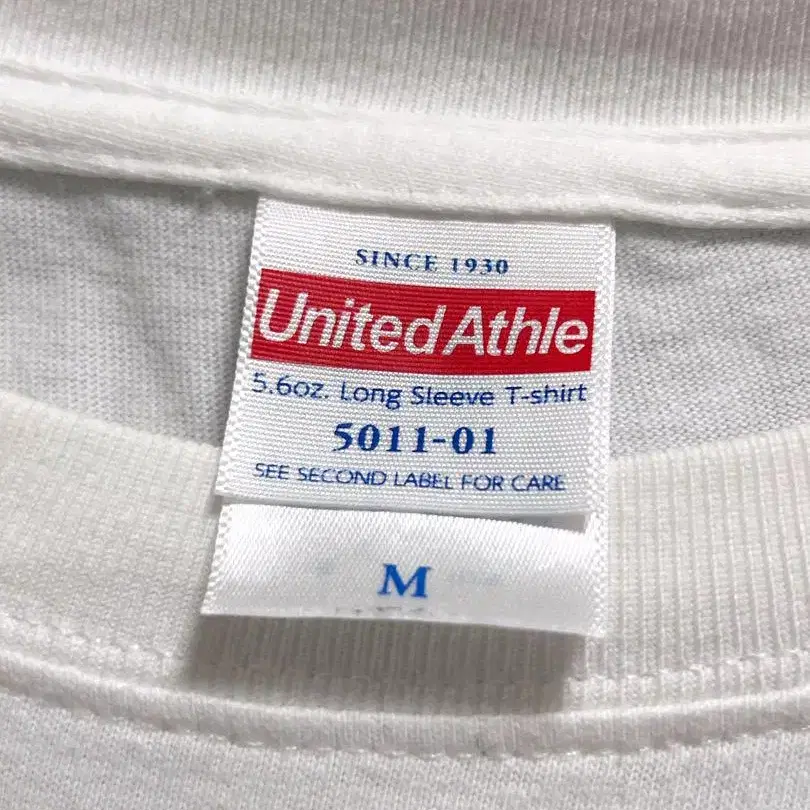 SINCE 1930
United Athle
5.6oz. Long Sleeve T-shirt
5011-01
SEE SECOND LABEL FOR CARE
M